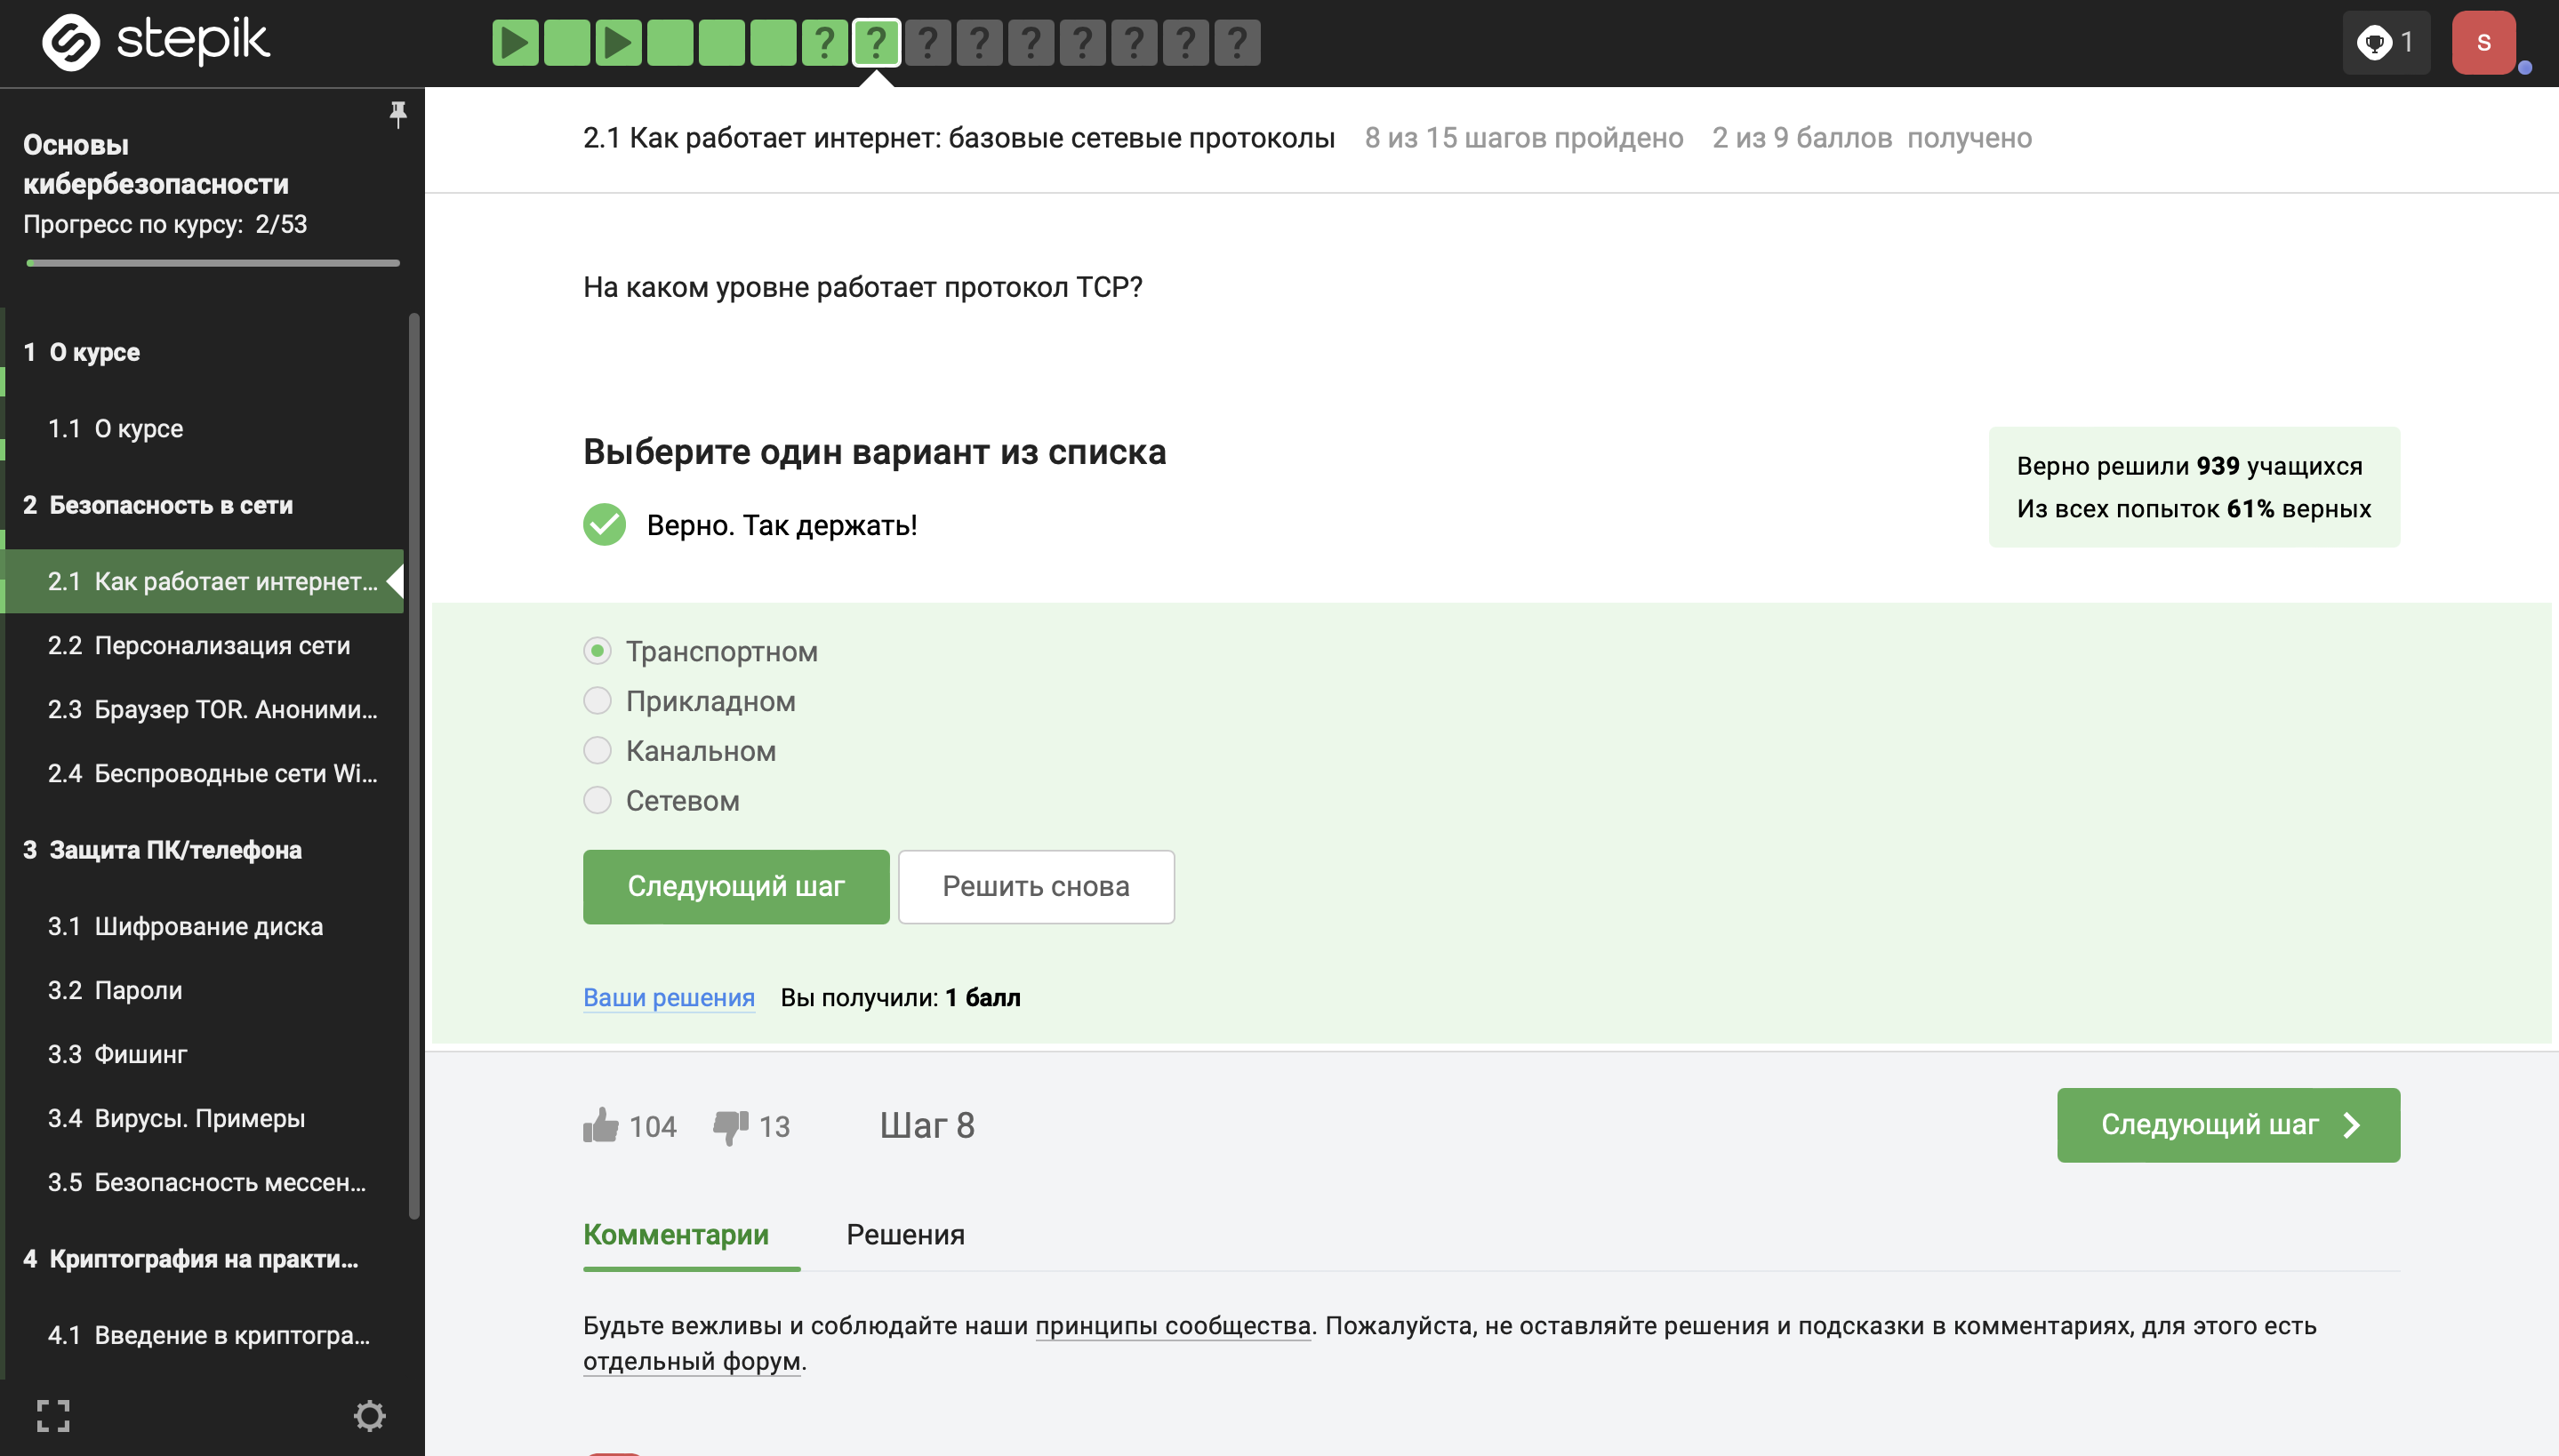 stepik
? ? ? ? ? ? ? ? ?
1
S
Основы
кибербезопасности
Прогресс по курсу: 2/53
1 О курсе
1.1 О курсе
2 Безопасность в сети
2.1 Как работает интернет...
2.2 Персонализация сети
2.3 Браузер TOR. Аноними...
2.4 Беспроводные сети Wi...
3 Защита ПК/телефона
3.1 Шифрование диска
3.2 Пароли
3.3 Фишинг
3.4 Вирусы. Примеры
3.5 Безопасность мессен...
4 Криптография на практи...
4.1 Введение в криптогра...
2.1 Как работает интернет: базовые сетевые протоколы 8 из 15 шагов пройдено 2 из 9 баллов получено
На каком уровне работает протокол TCP?
Выберите один вариант из списка
Верно. Так держать!
Верно решили 939 учащихся
Из всех попыток 61% верных
Транспортном
Прикладном
Канальном
Сетевом
Следующий шаг Решить снова
Ваши решения Вы получили: 1 балл
104 13 Шаг 8 Следующий шаг
Комментарии Решения
Будьте вежливы и соблюдайте наши принципы сообщества. Пожалуйста, не оставляйте решения и подсказки в комментариях, для этого есть
отдельный форум.